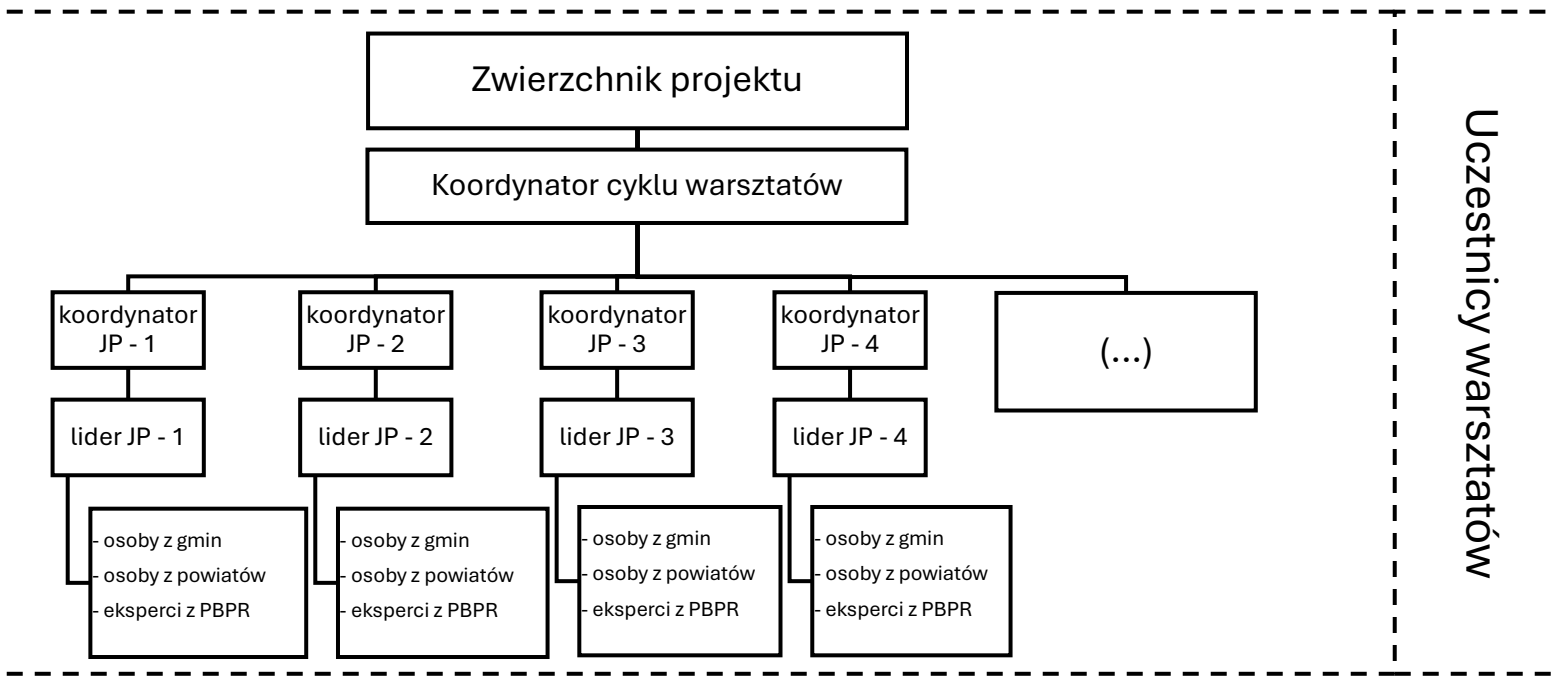 Zwierzchnik projektu
Koordynator cyklu warsztatów
koordynator
JP - 1
koordynator
JP - 2
koordynator
JP - 3
koordynator
JP - 4
(...)
lider JP - 1
lider JP - 2
lider JP - 3
lider JP - 4
- osoby z gmin
- osoby z powiatów
- eksperci z PBPR
- osoby z gmin
- osoby z powiatów
- eksperci z PBPR
- osoby z gmin
- osoby z powiatów
- eksperci z PBPR
- osoby z gmin
- osoby z powiatów
- eksperci z PBPR
Uczestnicy warsztatów